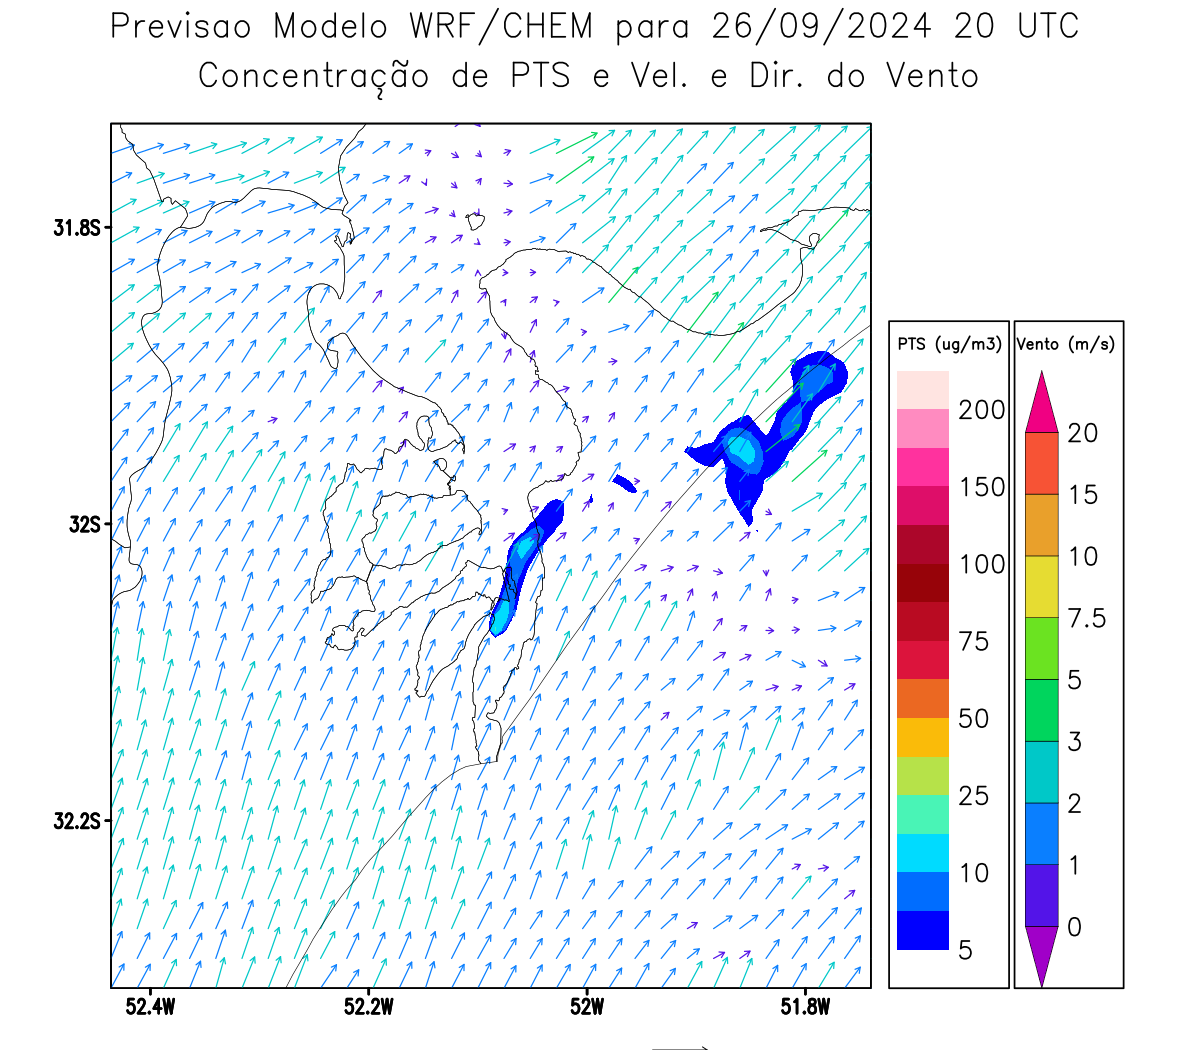 Previsao Modelo WRF/CHEM para 26/09/2024 20 UTC
Concentração de PTS e Vel. e Dir. do Vento
31.8S
32S
32.2S
52.4W
52.2W
52W
51.8W
PTS (ug/m3)
200
150
100
75
50
25
10
5
Vento (m/s)
20
15
10
7.5
5
3
2
1
0